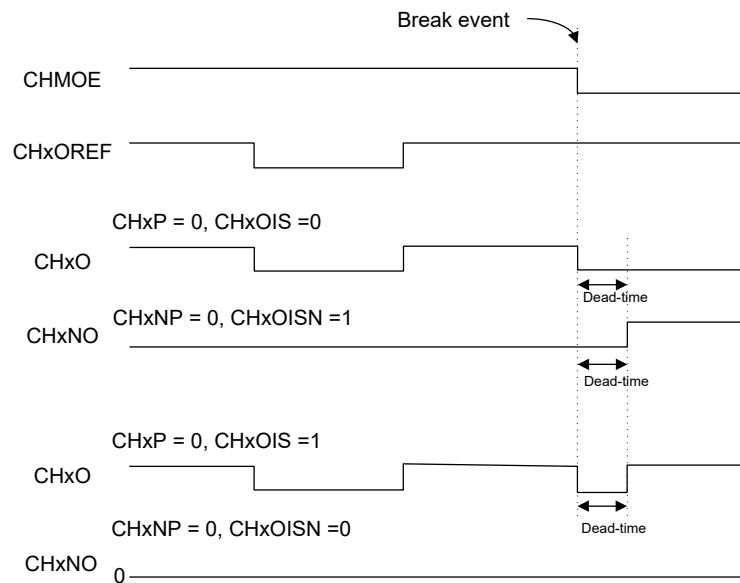 Break event
CHMOE
CHxOREF
CHxP = 0, CHxOIS =0
CHxO
Dead-time
CHxNP = 0, CHxOISN =1
CHxNO
Dead-time
CHxP = 0, CHxOIS =1
CHxO
Dead-time
CHxNP = 0, CHxOISN =0
CHxNO 0